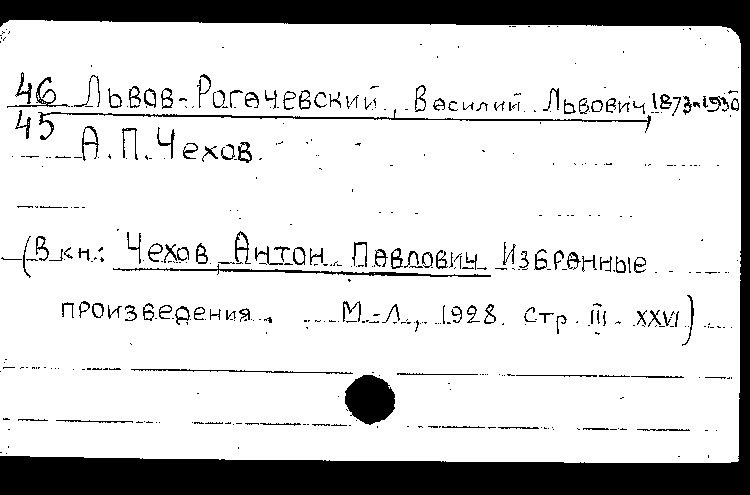 46 Львов-Рогачевский, Василий Львович, 1873-1930
45 А.П.Чехов.
(В кн.: Чехов, Антон Павлович Избранные
произведения. М.-Л., 1928. Стр. III - XXVI)